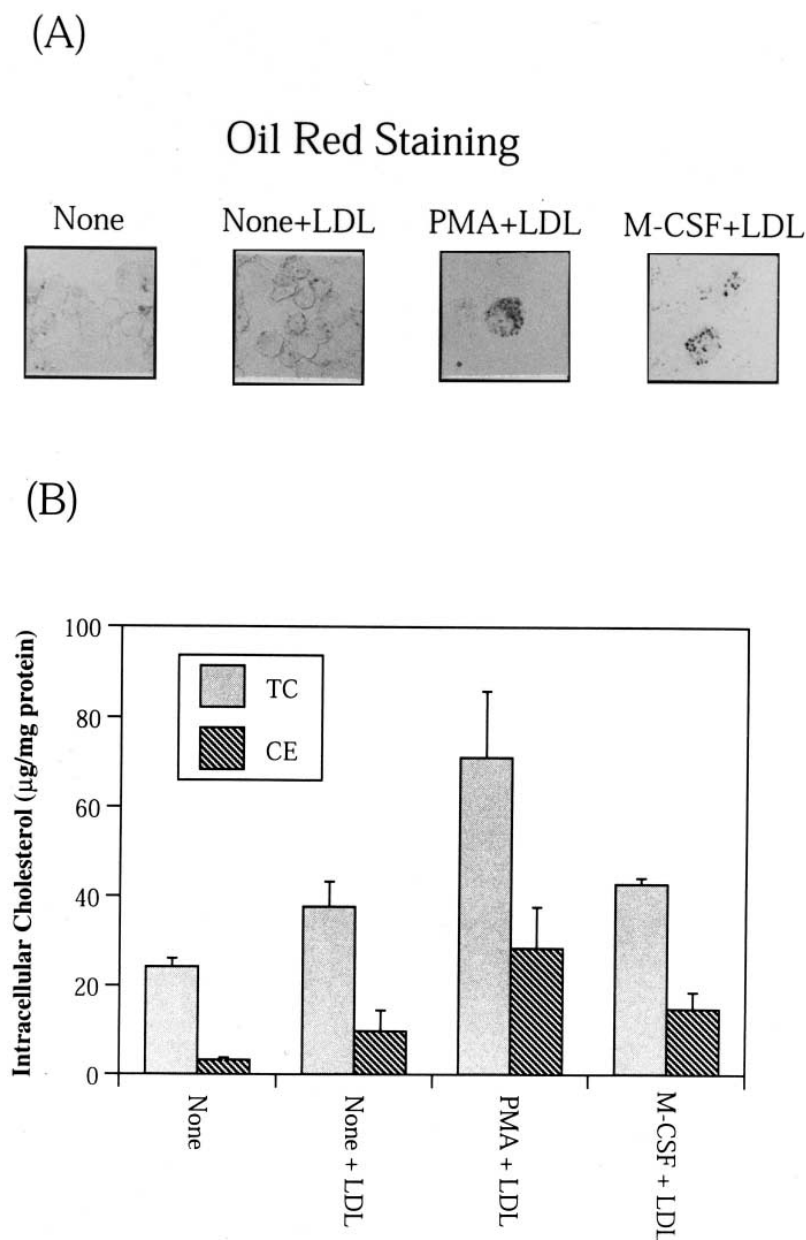 (A)
Oil Red Staining
None None+LDL PMA+LDL M-CSF+LDL
(B)
Intracellular Cholesterol (µg/mg protein)
100
80
60
40
20
0
TC
CE
None
None + LDL
PMA + LDL
M-CSF + LDL